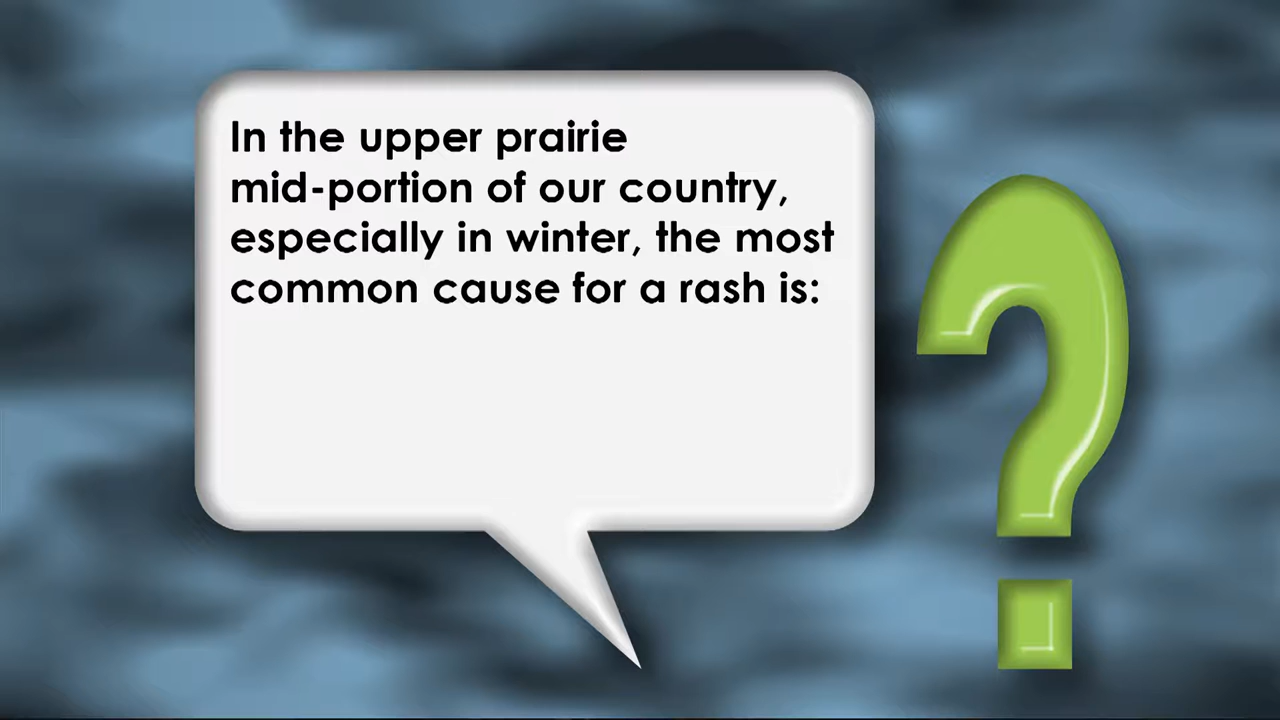 In the upper prairie
mid-portion of our country,
especially in winter, the most
common cause for a rash is:
?